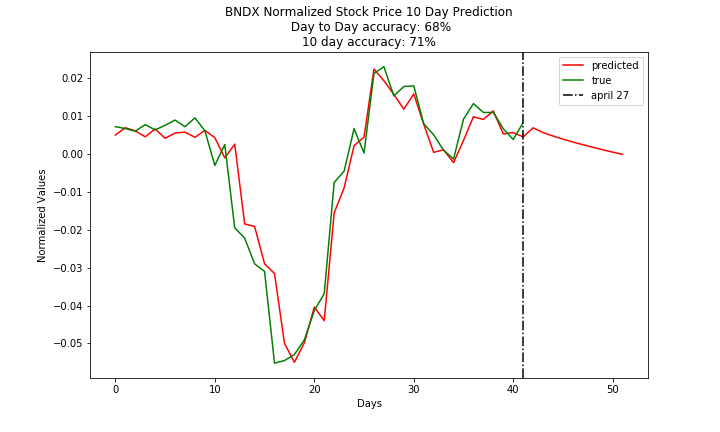 BNDX Normalized Stock Price 10 Day Prediction
Day to Day accuracy: 68%
10 day accuracy: 71%
predicted
true
april 27
0.02
0.01
0.00
−0.01
−0.02
−0.03
−0.04
−0.05
Normalized Values
0 10 20 30 40 50
Days